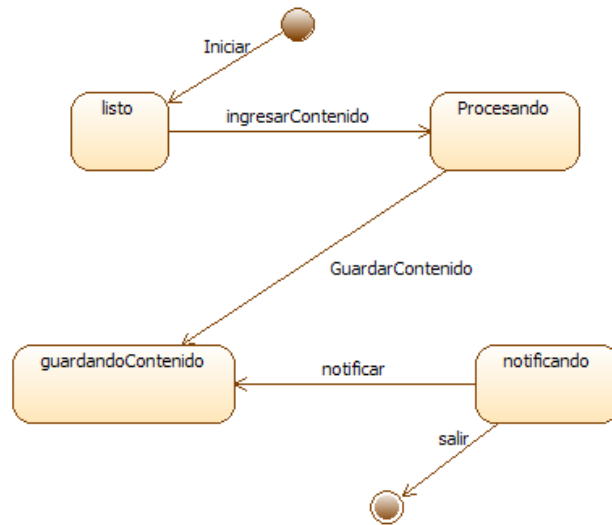 Iniciar
listo
ingresarContenido
Procesando
GuardarContenido
guardandoContenido
notificar
notificando
salir